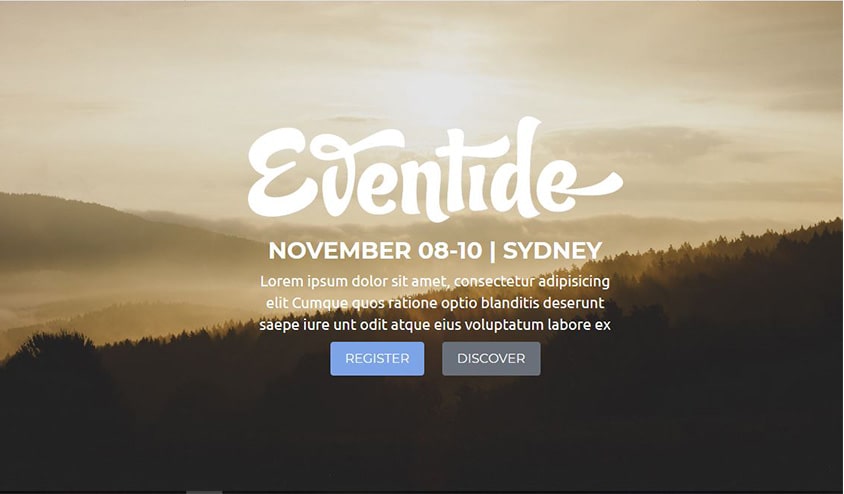 Eventide
NOVEMBER 08-10 | SYDNEY
Lorem ipsum dolor sit amet, consectetur adipisicing
elit Cumque quos ratione optio blanditis deserunt
saepe iure unt odit atque eius voluptatum labore ex
REGISTER DISCOVER